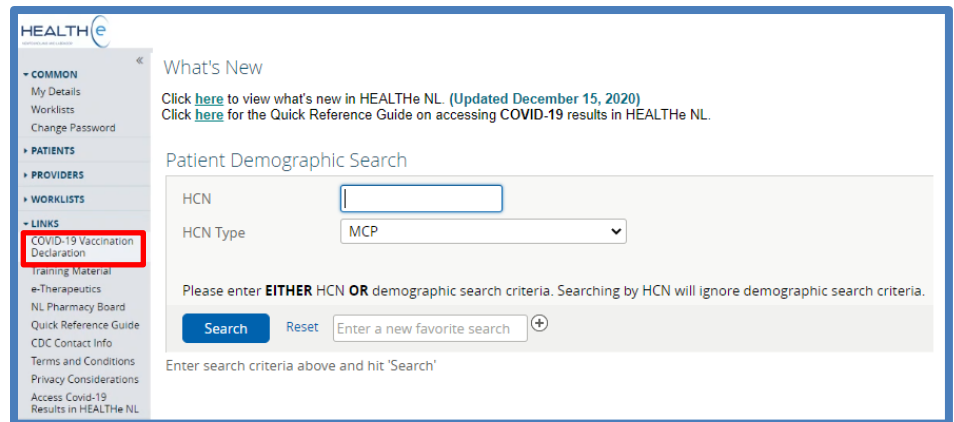 HEALTHe
«
COMMON
My Details
Worklists
Change Password
PATIENTS
PROVIDERS
WORKLISTS
LINKS
COVID-19 Vaccination
Declaration
Training Material
e-Therapeutics
NL Pharmacy Board
Quick Reference Guide
CDC Contact Info
Terms and Conditions
Privacy Considerations
Access Covid-19
Results in HEALTHe NL
What's New
Click here to view what's new in HEALTHe NL. (Updated December 15, 2020)
Click here for the Quick Reference Guide on accessing COVID-19 results in HEALTHe NL.
Patient Demographic Search
HCN
HCN Type MCP
Please enter EITHER HCN OR demographic search criteria. Searching by HCN will ignore demographic search criteria.
Search Reset Enter a new favorite search
Enter search criteria above and hit 'Search'